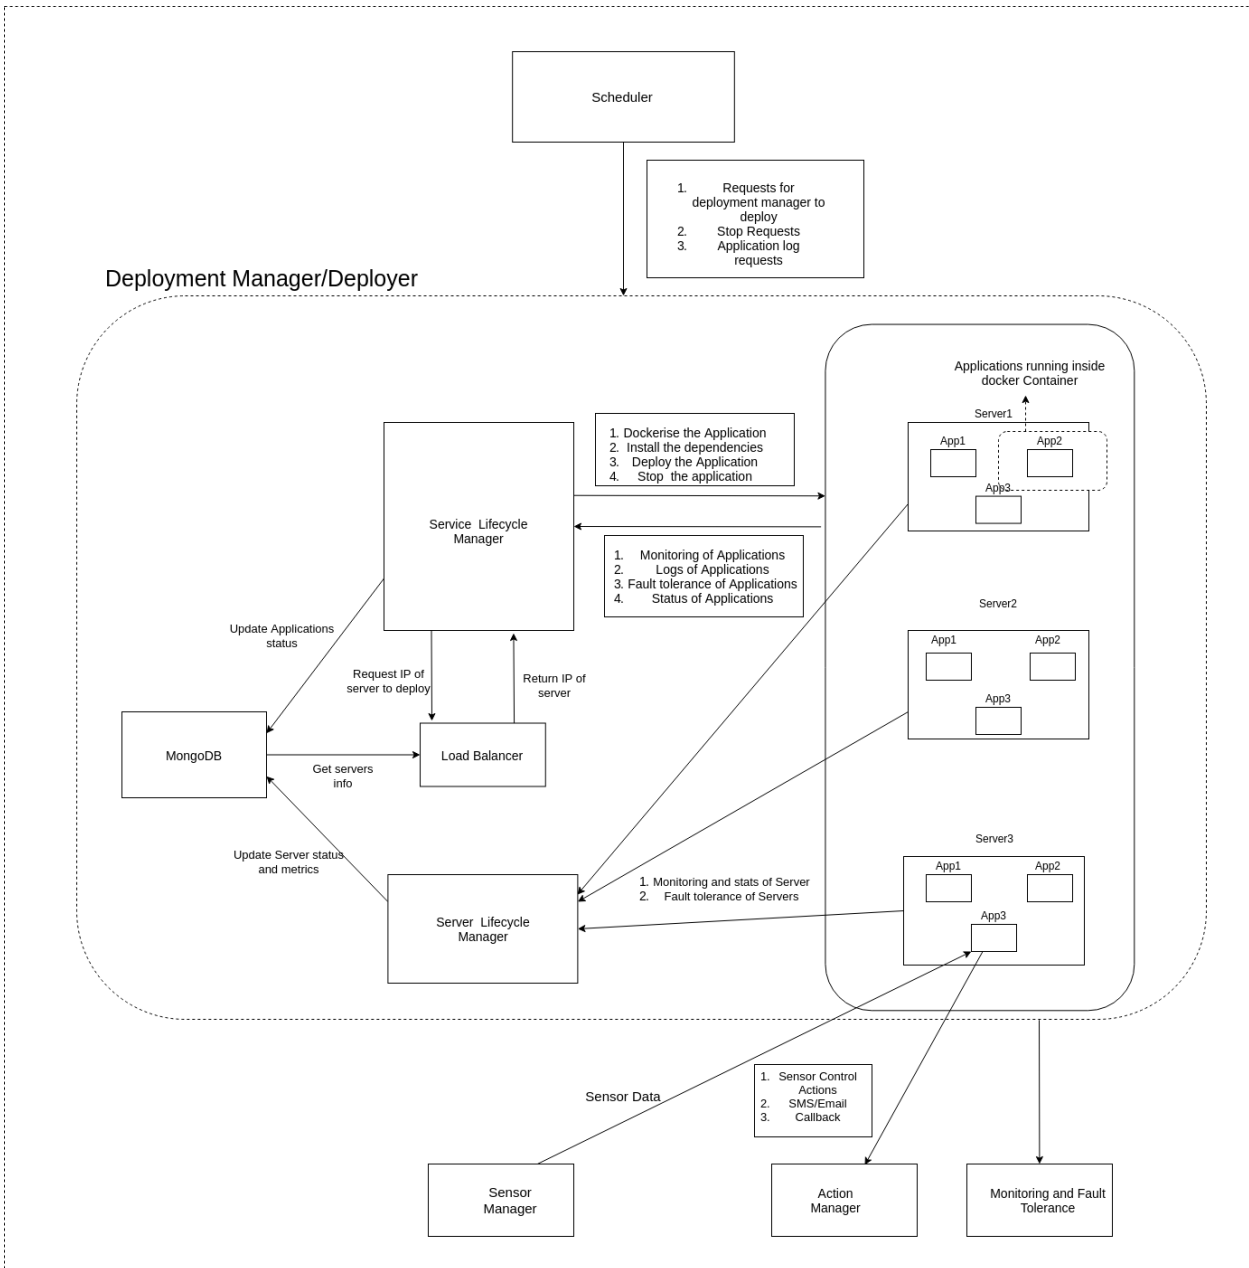 Scheduler
1. Requests for
deployment manager to
deploy
2. Stop Requests
3. Application log
requests
Deployment Manager/Deployer
Applications running inside
docker Container
Server1
App1
App2
App3
1. Dockerise the Application
2. Install the dependencies
3. Deploy the Application
4. Stop the application
Service Lifecycle
Manager
1. Monitoring of Applications
2. Logs of Applications
3. Fault tolerance of Applications
4. Status of Applications
Server2
App1
App2
App3
Update Applications
status
Request IP of
server to deploy
Return IP of
server
MongoDB
Load Balancer
Get servers
info
Server3
App1
App2
App3
Update Server status
and metrics
1. Monitoring and stats of Server
2. Fault tolerance of Servers
Server Lifecycle
Manager
Sensor Data
1. Sensor Control
Actions
2. SMS/Email
3. Callback
Sensor
Manager
Action
Manager
Monitoring and Fault
Tolerance